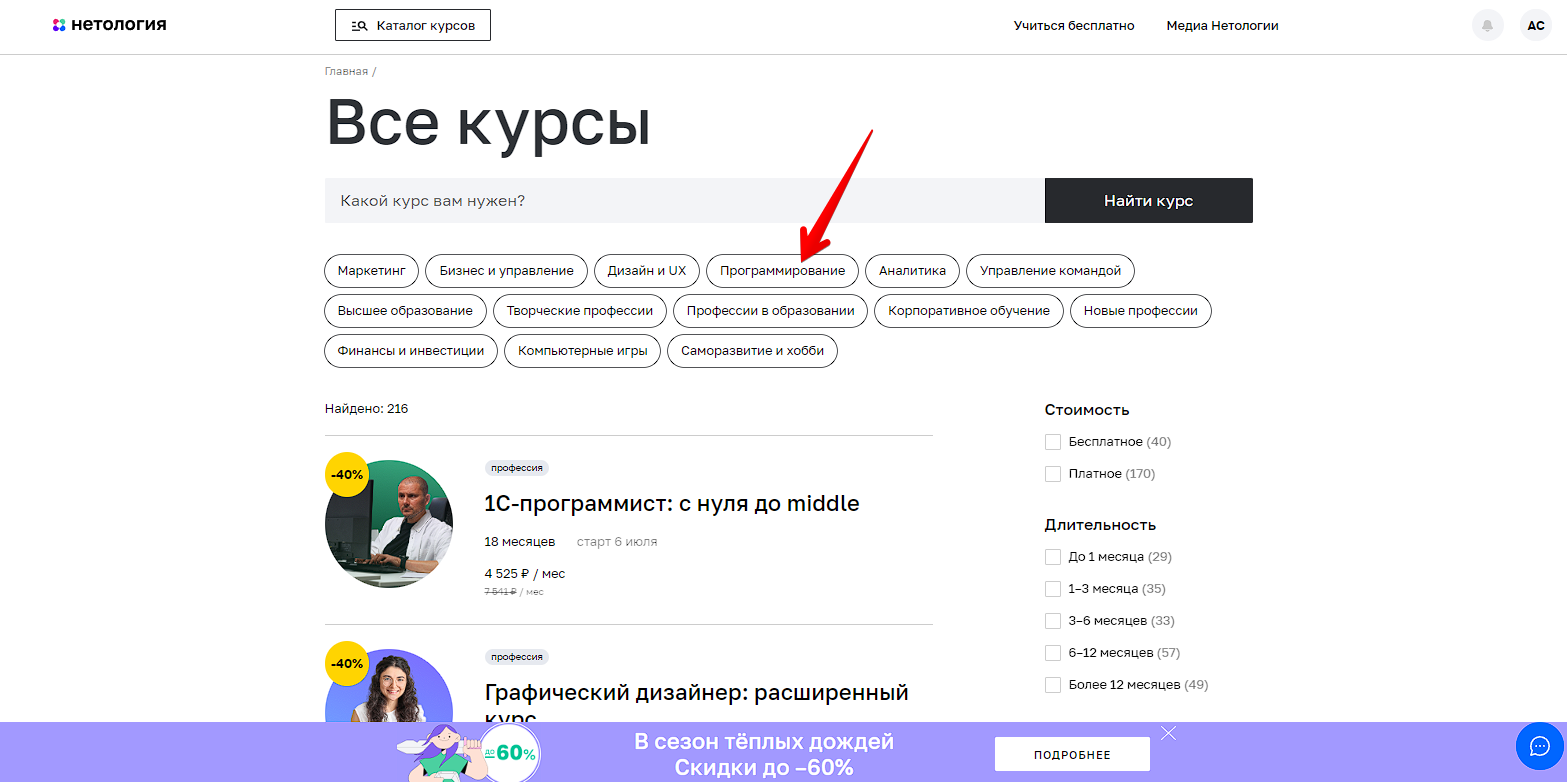 нетология
Каталог курсов
Учиться бесплатно
Медиа Нетологии
АС
Главная /
Все курсы
Какой курс вам нужен?
Найти курс
Маркетинг
Бизнес и управление
Дизайн и UX
Программирование
Аналитика
Управление командой
Высшее образование
Творческие профессии
Профессии в образовании
Корпоративное обучение
Новые профессии
Финансы и инвестиции
Компьютерные игры
Саморазвитие и хобби
Найдено: 216
-40%
профессия
1С-программист: с нуля до middle
18 месяцев
старт 6 июля
4 525 ₽ / мес
7 541 ₽ / мес
-40%
профессия
Графический дизайнер: расширенный
курс
Стоимость
Бесплатное (40)
Платное (170)
Длительность
До 1 месяца (29)
1–3 месяца (35)
3–6 месяцев (33)
6–12 месяцев (57)
Более 12 месяцев (49)
до 60%
В сезон тёплых дождей
Скидки до –60%
ПОДРОБНЕЕ